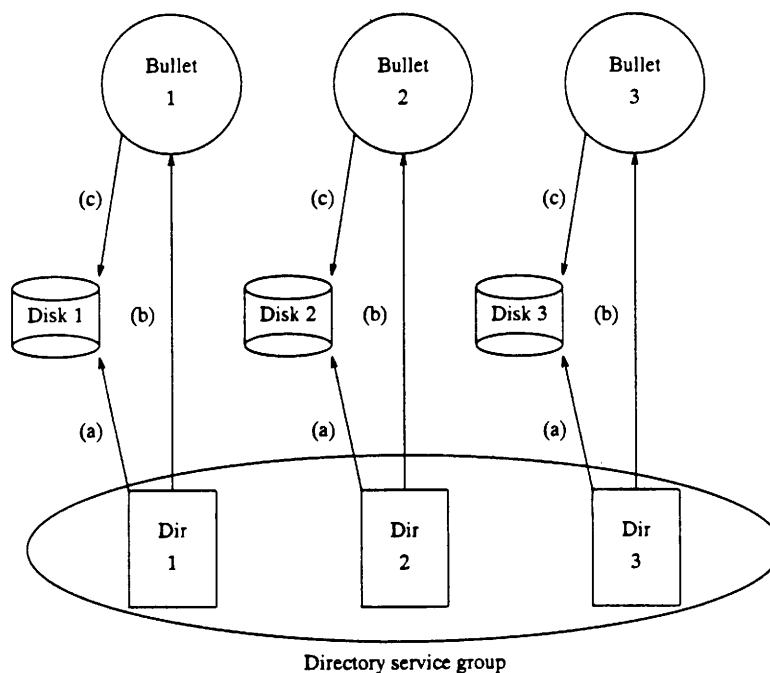 Bullet
1
Bullet
2
Bullet
3
(c)
(c)
(c)
Disk 1
(b)
Disk 2
(b)
Disk 3
(b)
(a)
(a)
(a)
Dir
1
Dir
2
Dir
3
Directory service group